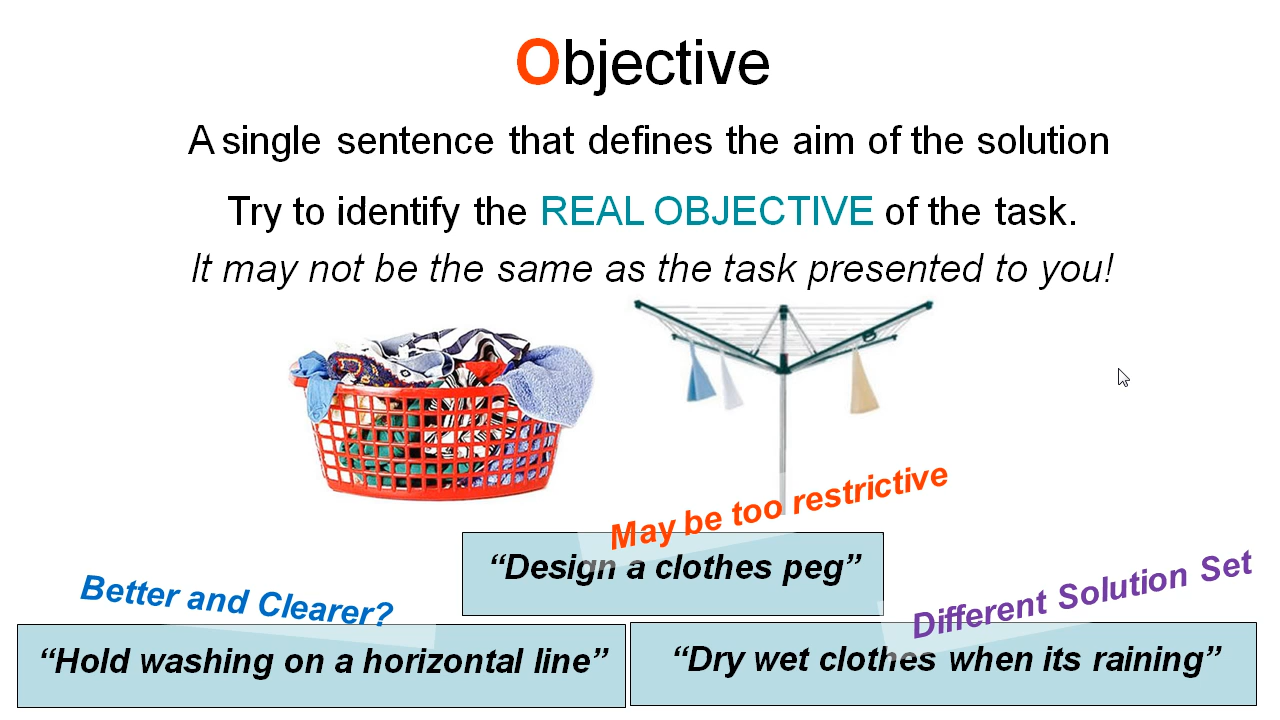 Objective
A single sentence that defines the aim of the solution
Try to identify the REAL OBJECTIVE of the task.
It may not be the same as the task presented to you!
May be too restrictive
“Design a clothes peg”
Better and Clearer?
“Hold washing on a horizontal line”
Different Solution Set
“Dry wet clothes when its raining”